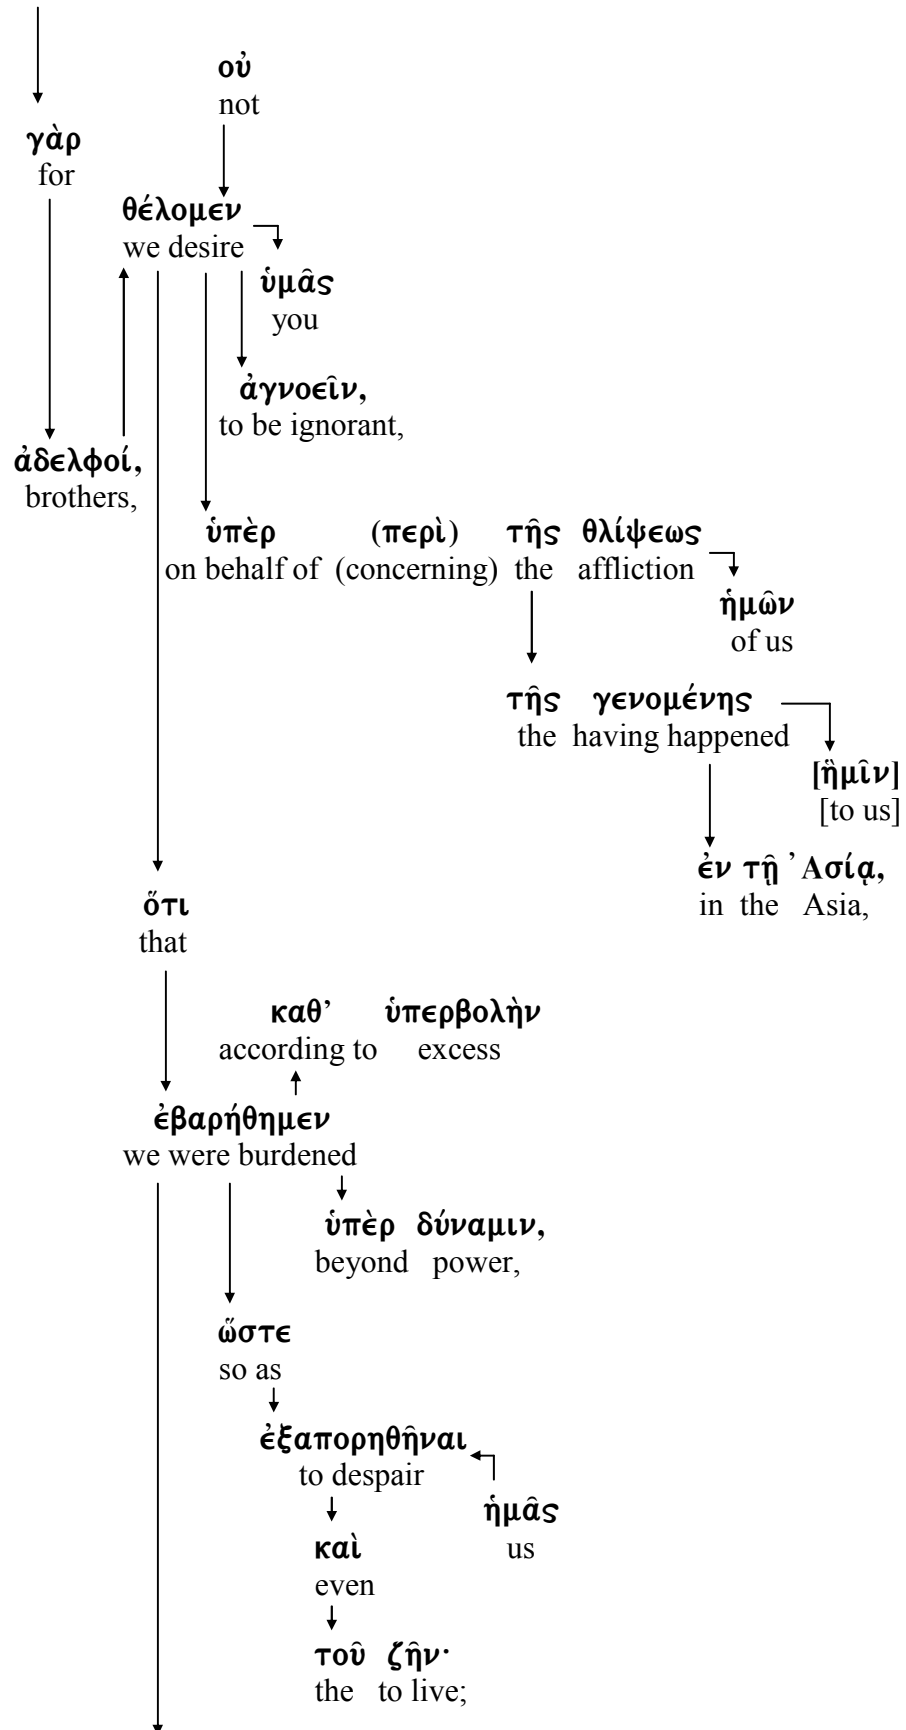 οὐ
not
γὰρ
for
θέλομεν
we desire
ὑμᾶς
you
ἀγνοεῖν,
to be ignorant,
ἀδελφοί,
brothers,
ὑπὲρ (περὶ) τῆς θλίψεως
on behalf of (concerning) the affliction
ἡμῶν
of us
τῆς γενομένης
the having happened
[ἣμῖν]
[to us]
ἐν τῇ Ἀσίᾳ,
in the Asia,
ὅτι
that
καθ’ ὑπερβολὴν
according to excess
ἐβαρήθημεν
we were burdened
ὑπὲρ δύναμιν,
beyond power,
ὥστε
so as
ἐξαπορηθῆναι
to despair
ἡμᾶς
us
καὶ
even
τοῦ ζῆν·
the to live;